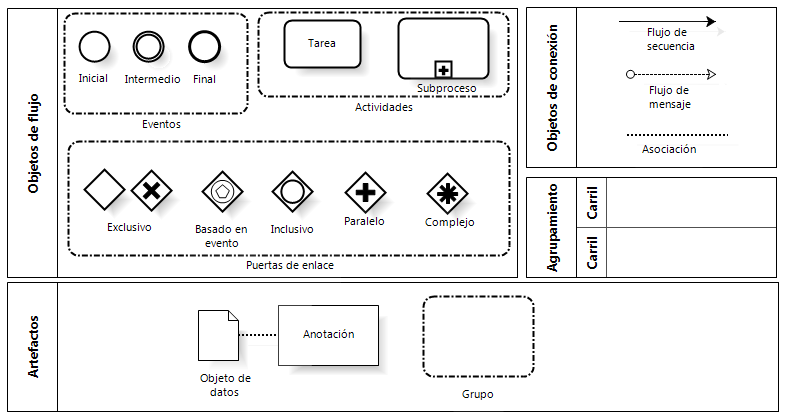 Objetos de flujo
Inicial
Intermedio
Final
Eventos
Tarea
Subproceso
Actividades
Exclusivo
Basado en
evento
Inclusivo
Paralelo
Complejo
Puertas de enlace
Objetos de conexión
Flujo de
secuencia
Flujo de
mensaje
Asociación
Agrupamiento
Carril
Carril
Artefactos
Objeto de
datos
Anotación
Grupo